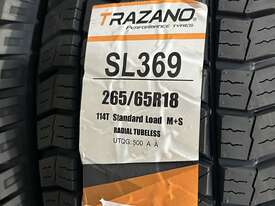 TRAZANO
PERFORMANCE TYRES
SL369
265/65R18
114T Standard Load M+S
RADIAL TUBELESS
UTQG:500 A A